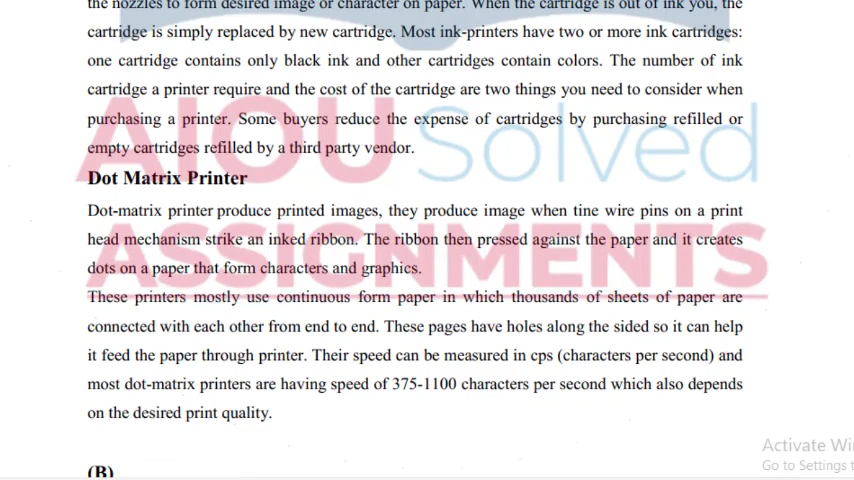 the nozzles to form desired image or character on paper. When the cartridge is out of ink you, the
cartridge is simply replaced by new cartridge. Most ink-printers have two or more ink cartridges:
one cartridge contains only black ink and other cartridges contain colors. The number of ink
cartridge a printer require and the cost of the cartridge are two things you need to consider when
purchasing a printer. Some buyers reduce the expense of cartridges by purchasing refilled or
empty cartridges refilled by a third party vendor.
AIOU Solved
Dot Matrix Printer
Dot-matrix printer produce printed images, they produce image when tine wire pins on a print
head mechanism strike an inked ribbon. The ribbon then pressed against the paper and it creates
dots on a paper that form characters and graphics.
ASSIGNMENTS
These printers mostly use continuous form paper in which thousands of sheets of paper are
connected with each other from end to end. These pages have holes along the sided so it can help
it feed the paper through printer. Their speed can be measured in cps (characters per second) and
most dot-matrix printers are having speed of 375-1100 characters per second which also depends
on the desired print quality.
Activate Wi
Go to Settings t
(B)